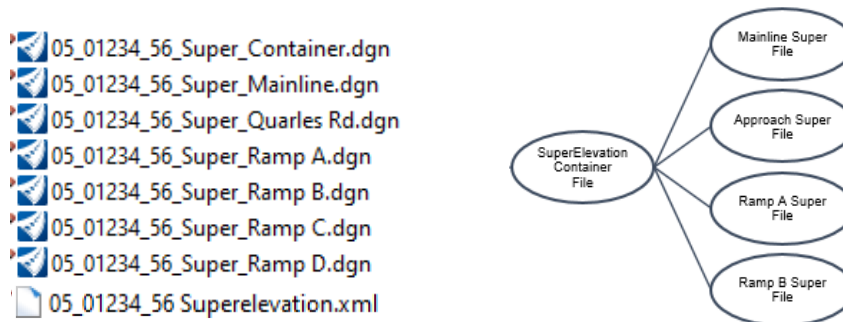 05_01234_56_Super_Container.dgn
05_01234_56_Super_Mainline.dgn
05_01234_56_Super_Quarles Rd.dgn
05_01234_56_Super_Ramp A.dgn
05_01234_56_Super_Ramp B.dgn
05_01234_56_Super_Ramp C.dgn
05_01234_56_Super_Ramp D.dgn
05_01234_56 Superelevation.xml
SuperElevation
Container
File
Mainline Super
File
Approach Super
File
Ramp A Super
File
Ramp B Super
File